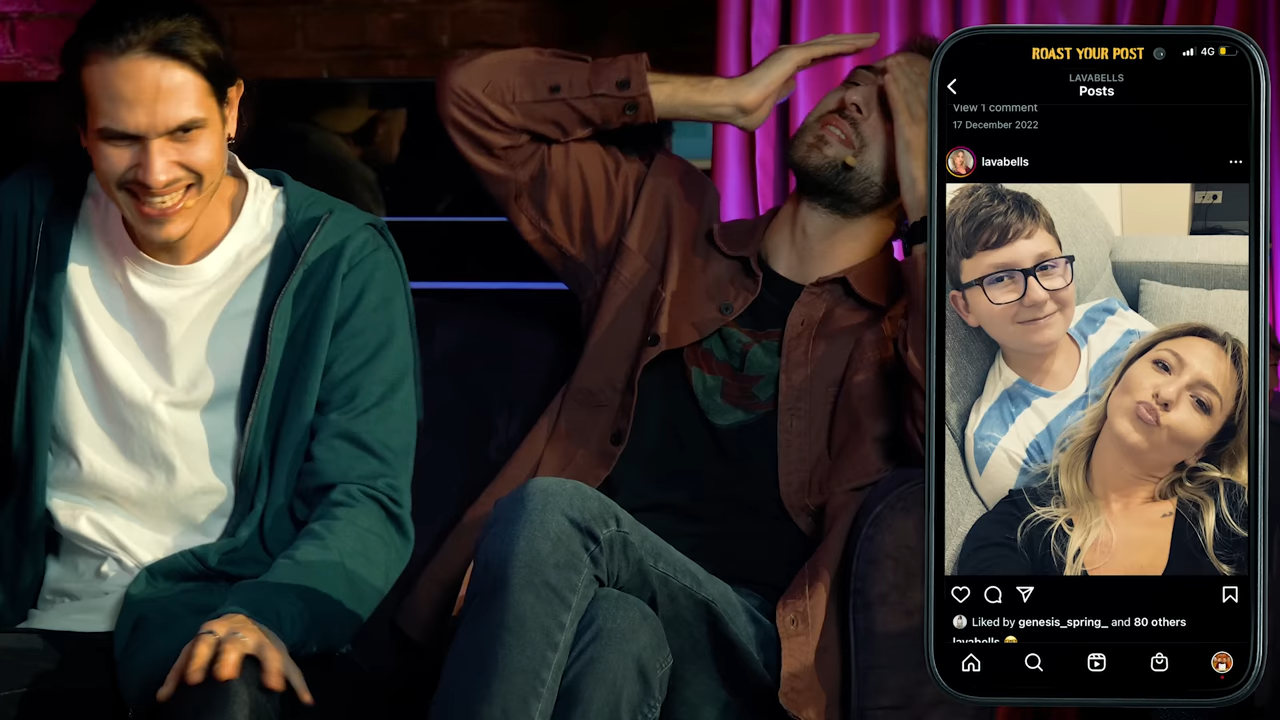 ROAST YOUR POST
4G
LAVABELLS
Posts
View 1 comment
17 December 2022
lavabells
Liked by genesis_spring_ and 80 others
lavabells